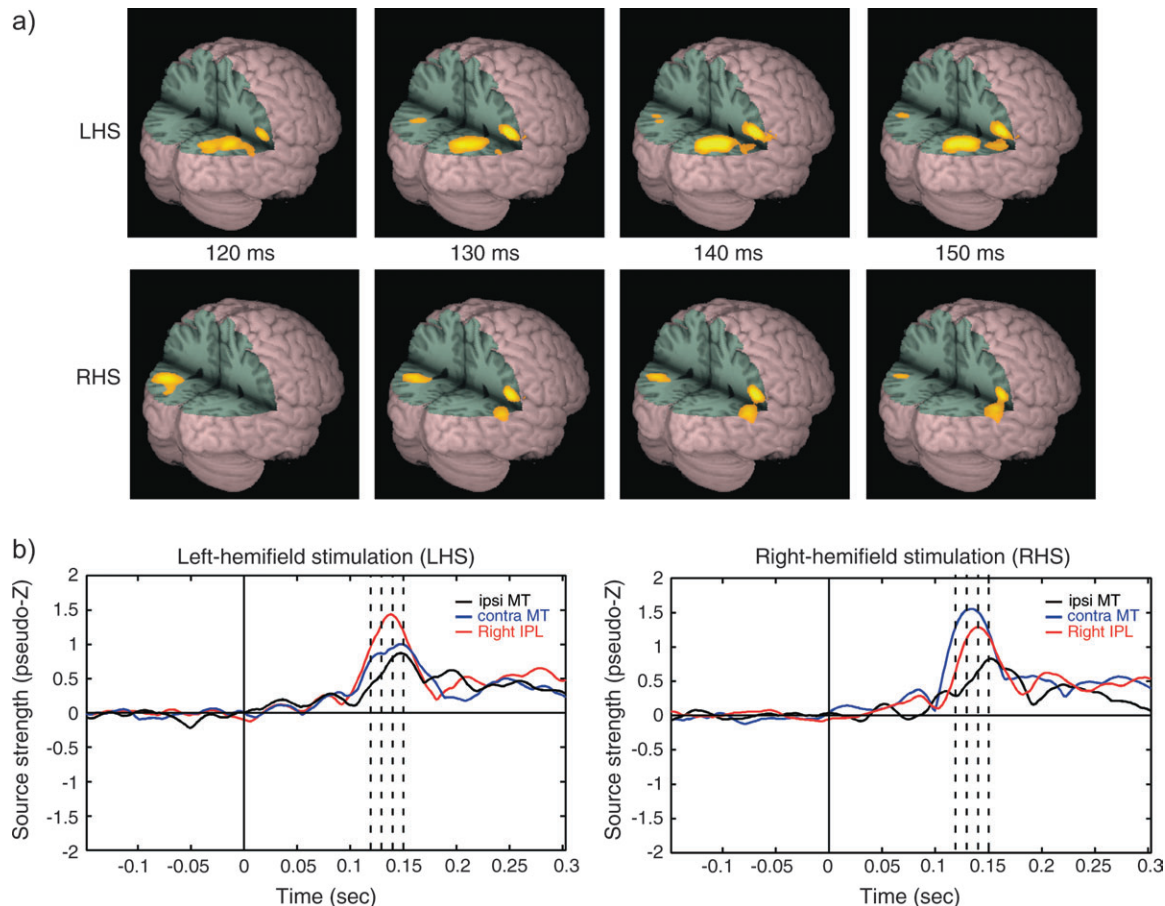 a)
LHS
120 ms 130 ms 140 ms 150 ms
RHS
b)
Left-hemifield stimulation (LHS)
Source strength (pseudo-Z)
2
1.5
1
0.5
0
-0.5
-1
-1.5
-2
ipsi MT
contra MT
Right IPL
-0.1 -0.05 0 0.05 0.1 0.15 0.2 0.25 0.3
Time (sec)
Right-hemifield stimulation (RHS)
Source strength (pseudo-Z)
2
1.5
1
0.5
0
-0.5
-1
-1.5
-2
ipsi MT
contra MT
Right IPL
-0.1 -0.05 0 0.05 0.1 0.15 0.2 0.25 0.3
Time (sec)